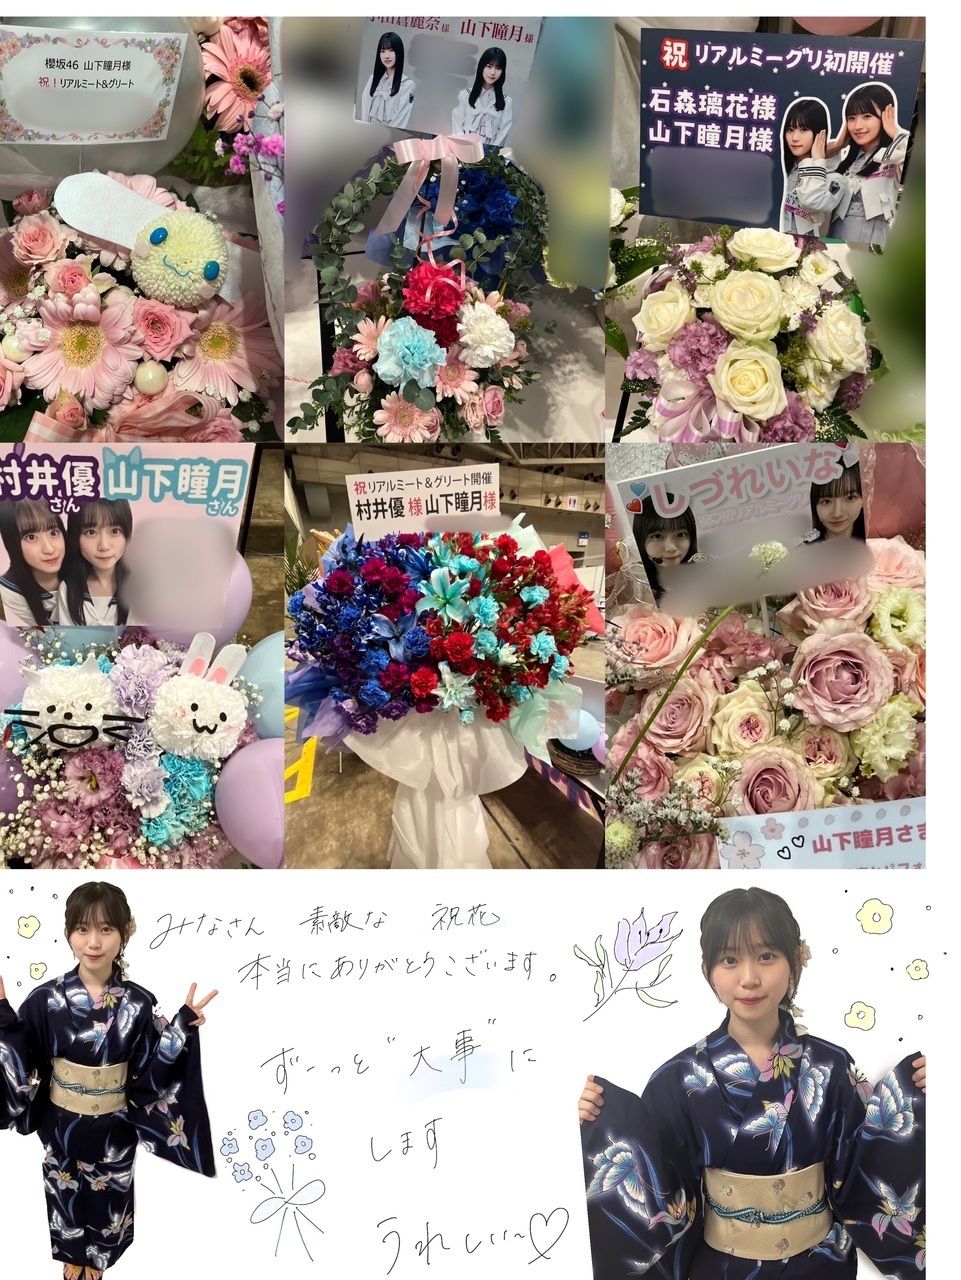 櫻坂46 山下瞳月様
祝！リアルミート&グリート
小田倉麗奈様 山下瞳月様
祝 リアルミーグリ初開催
石森璃花様
山下瞳月様
村井優さん 山下瞳月さん
祝リアルミート&グリート開催
村井優様 山下瞳月様
しづれいな
山下瞳月さま
みなさん 素敵な 祝花
本当にありがとうございます。
ずーっと"大事"に
します
うれしい~♡